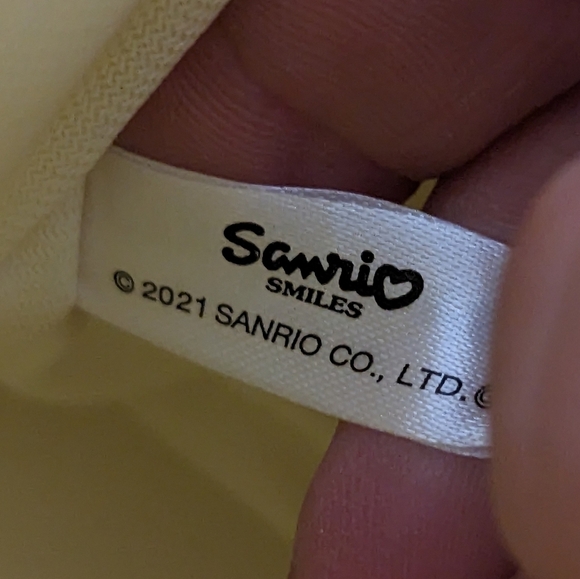 Sanrio
SMILES
© 2021 SANRIO CO., LTD. ©